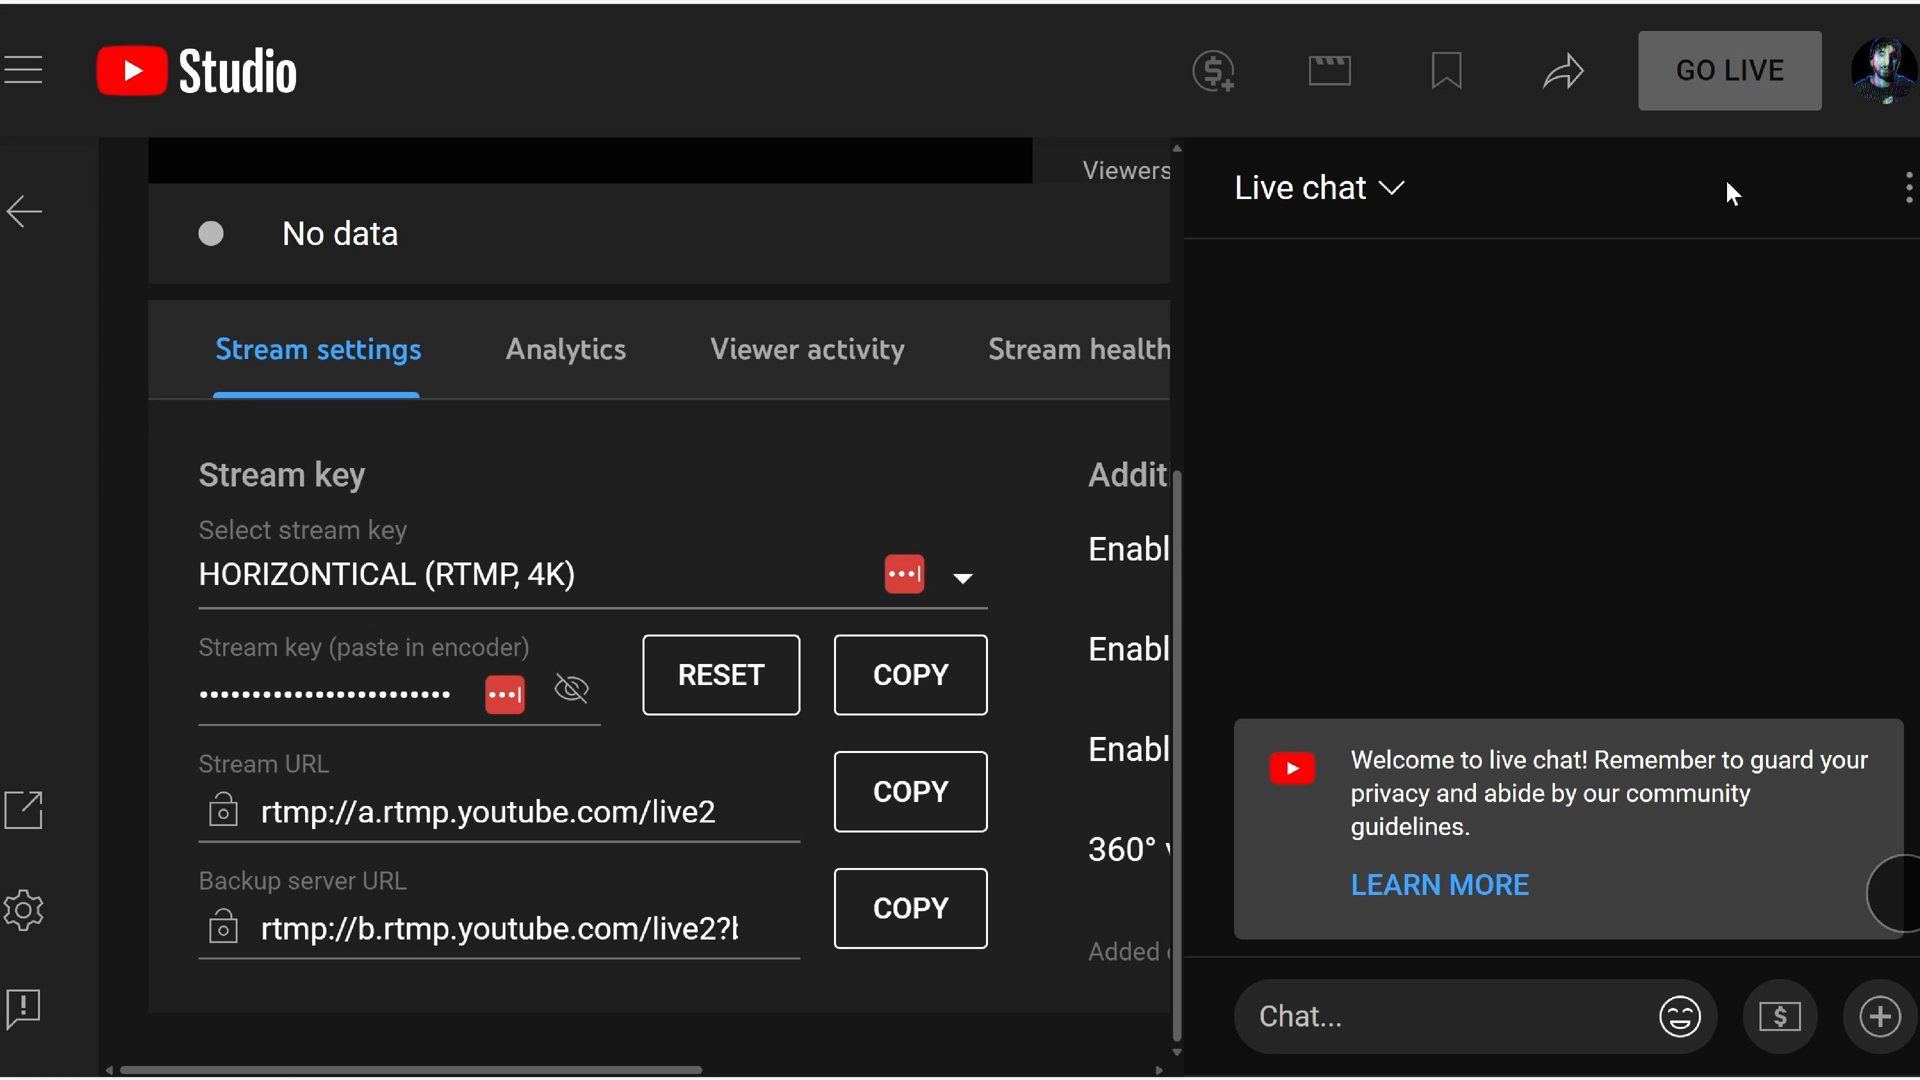 Studio
GO LIVE
Viewers
No data
Live chat
Stream settings
Analytics
Viewer activity
Stream health
Stream key
Select stream key
HORIZONTICAL (RTMP, 4K)
Stream key (paste in encoder)
RESET
COPY
Stream URL
rtmp://a.rtmp.youtube.com/live2
COPY
Backup server URL
rtmp://b.rtmp.youtube.com/live2?
COPY
Additi
Enabl
Enabl
Enabl
360°
Added
Welcome to live chat! Remember to guard your
privacy and abide by our community
guidelines.
LEARN MORE
Chat...